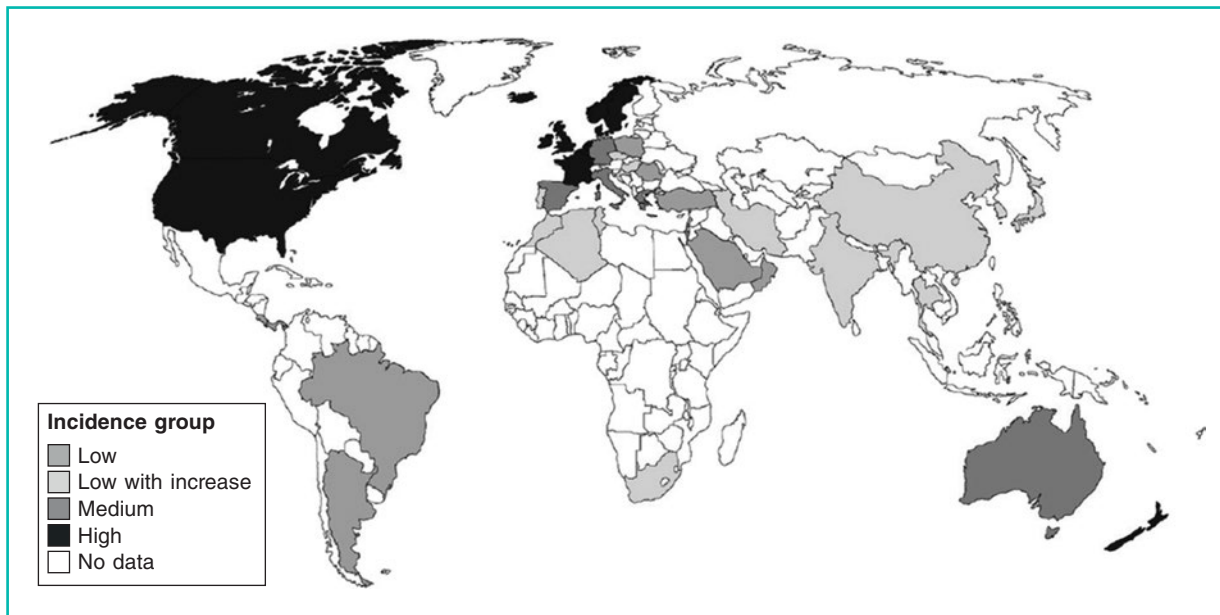 Incidence group
Low
Low with increase
Medium
High
No data